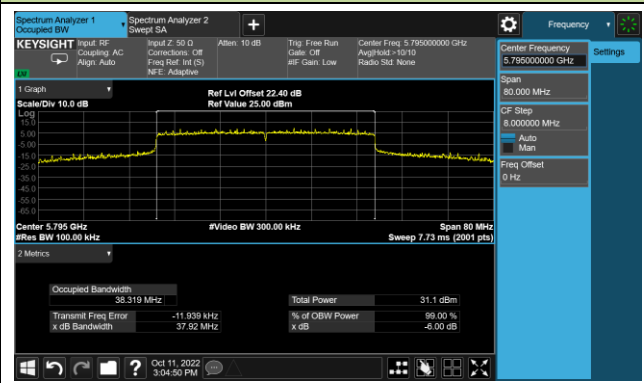 Spectrum Analyzer 1
Occupied BW
Spectrum Analyzer 2
Swept SA
Frequency
KEYSIGHT
Input: RF
Coupling: AC
Align: Auto
Input Z: 50 Ω
Corrections: Off
Freq Ref: Int (S)
NFE: Adaptive
Atten: 10 dB
Trig: Free Run
Gate: Off
#IF Gain: Low
Center Freq: 5.795000000 GHz
Avg|Hold:>10/10
Radio Std: None
Center Frequency
5.795000000 GHz
Settings
Span
80.000 MHz
CF Step
8.000000 MHz
Auto
Man
Freq Offset
0 Hz
1 Graph
Scale/Div 10.0 dB
Ref Lvl Offset 22.40 dB
Ref Value 25.00 dBm
Log
15.0
5.00
-5.00
-15.0
-25.0
-35.0
-45.0
-55.0
-65.0
Center 5.795 GHz
#Video BW 300.00 kHz
Span 80 MHz
#Res BW 100.00 kHz
Sweep 7.73 ms (2001 pts)
2 Metrics
Occupied Bandwidth
38.319 MHz
Total Power 31.1 dBm
Transmit Freq Error -11.939 kHz
% of OBW Power 99.00 %
x dB Bandwidth 37.92 MHz
x dB -6.00 dB
Oct 11, 2022
3:04:50 PM